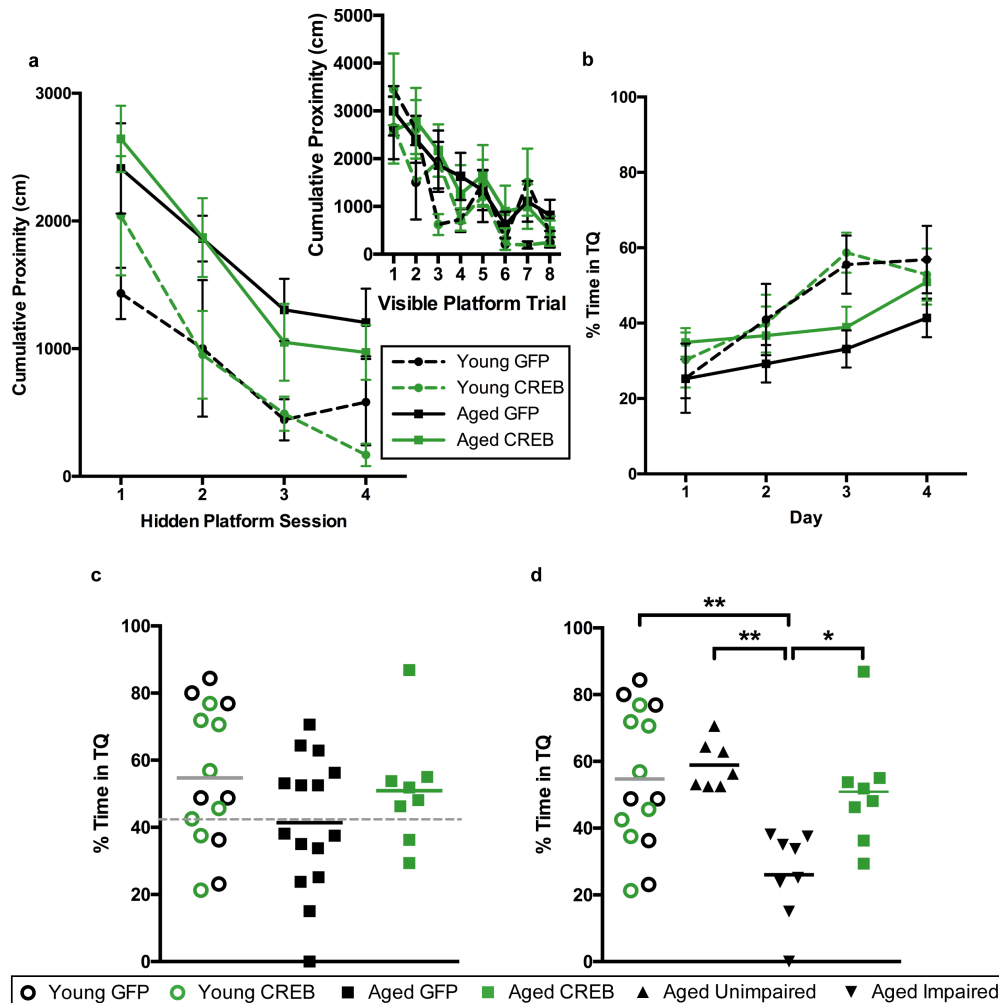 a
Cumulative Proximity (cm)
3000
2000
1000
0
1 2 3 4
Hidden Platform Session
Cumulative Proximity (cm)
5000
4000
3000
2000
1000
0
1 2 3 4 5 6 7 8
Visible Platform Trial
Young GFP
Young CREB
Aged GFP
Aged CREB
b
% Time in TQ
100
80
60
40
20
0
1 2 3 4
Day
c
% Time in TQ
100
80
60
40
20
0
d
% Time in TQ
100
80
60
40
20
0
**
** *
Young GFP Young CREB Aged GFP Aged CREB Aged Unimpaired Aged Impaired